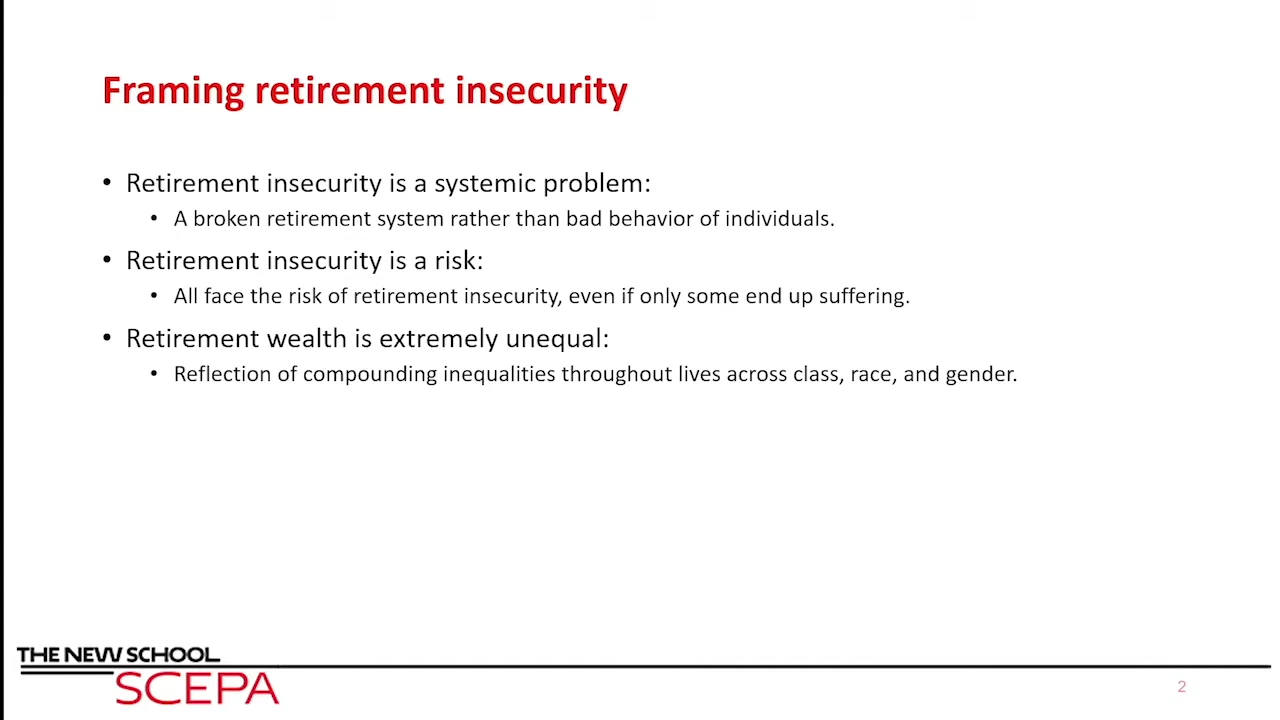 Framing retirement insecurity
• Retirement insecurity is a systemic problem:
• A broken retirement system rather than bad behavior of individuals.
• Retirement insecurity is a risk:
• All face the risk of retirement insecurity, even if only some end up suffering.
• Retirement wealth is extremely unequal:
• Reflection of compounding inequalities throughout lives across class, race, and gender.
THE NEW SCHOOL
SCEPA
2